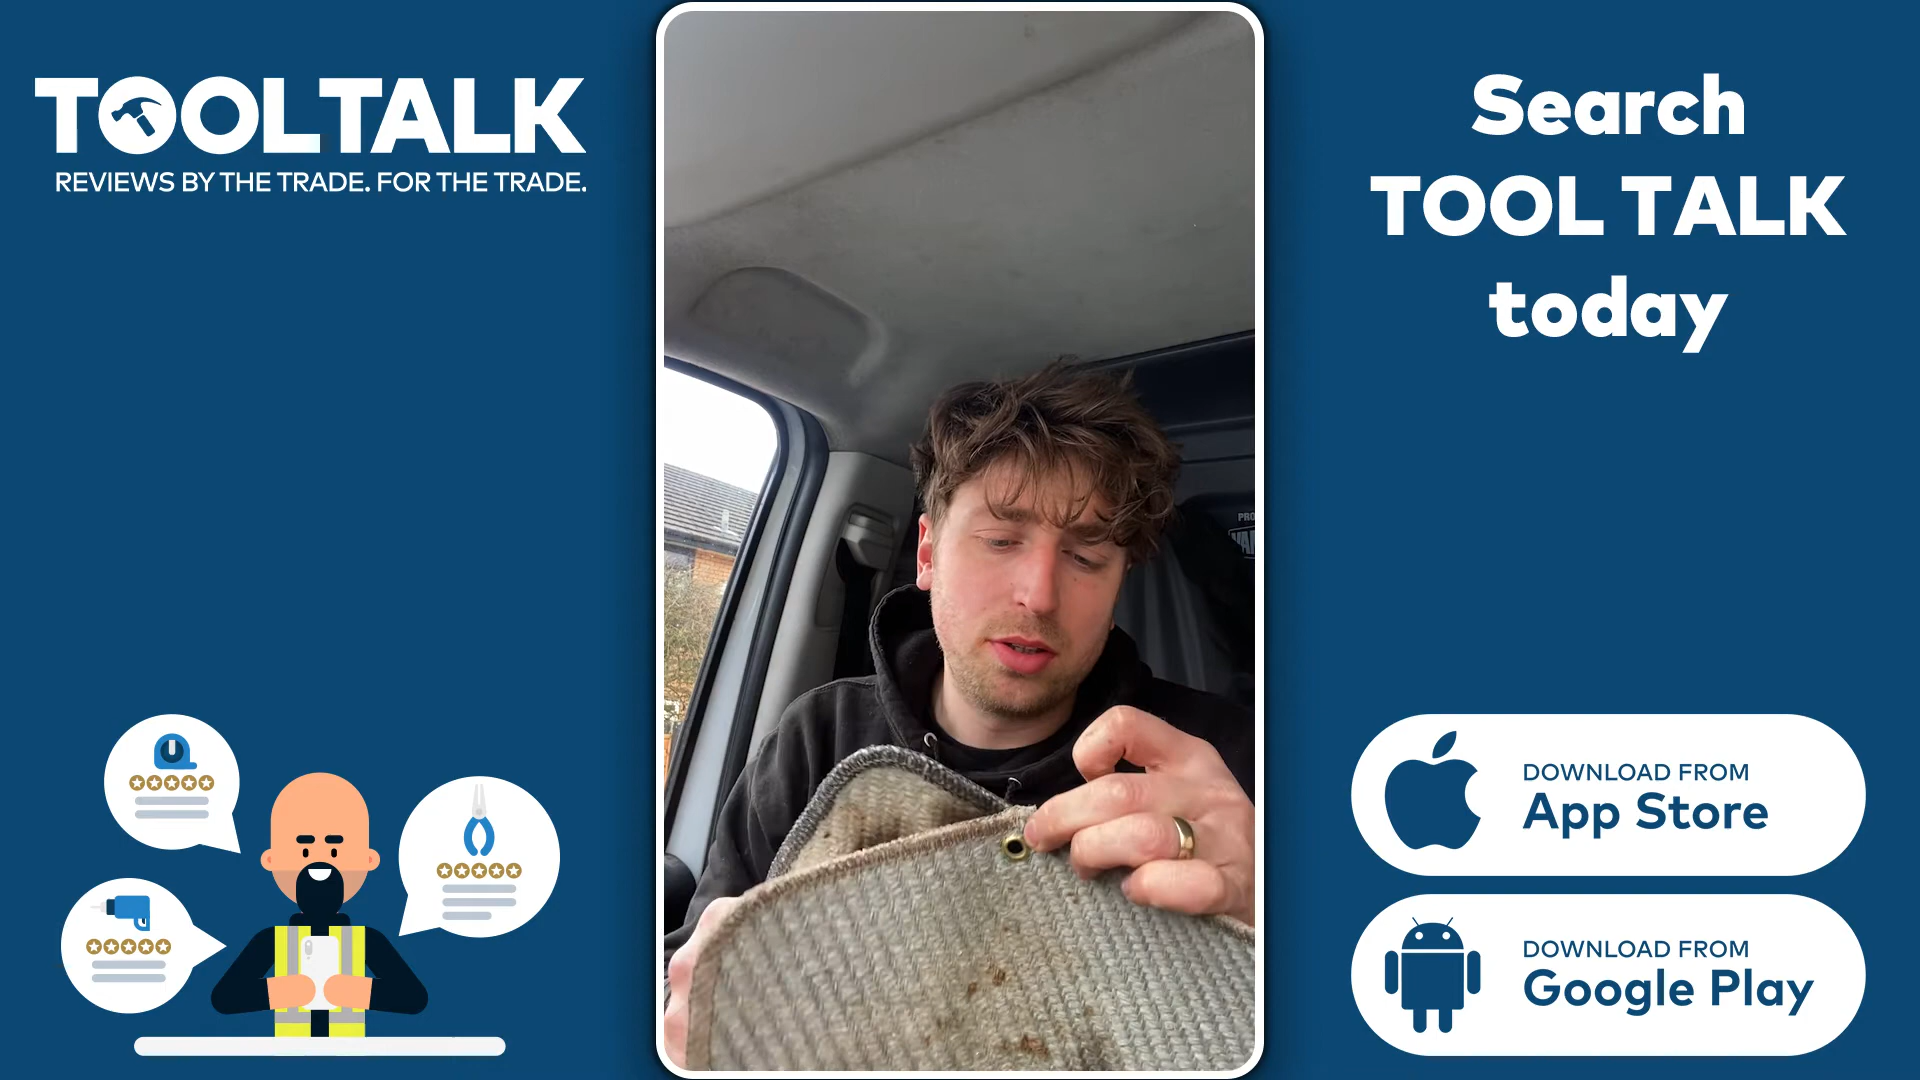 TOOLTALK
REVIEWS BY THE TRADE. FOR THE TRADE.
Search
TOOL TALK
today
PRO
DOWNLOAD FROM
App Store
DOWNLOAD FROM
Google Play